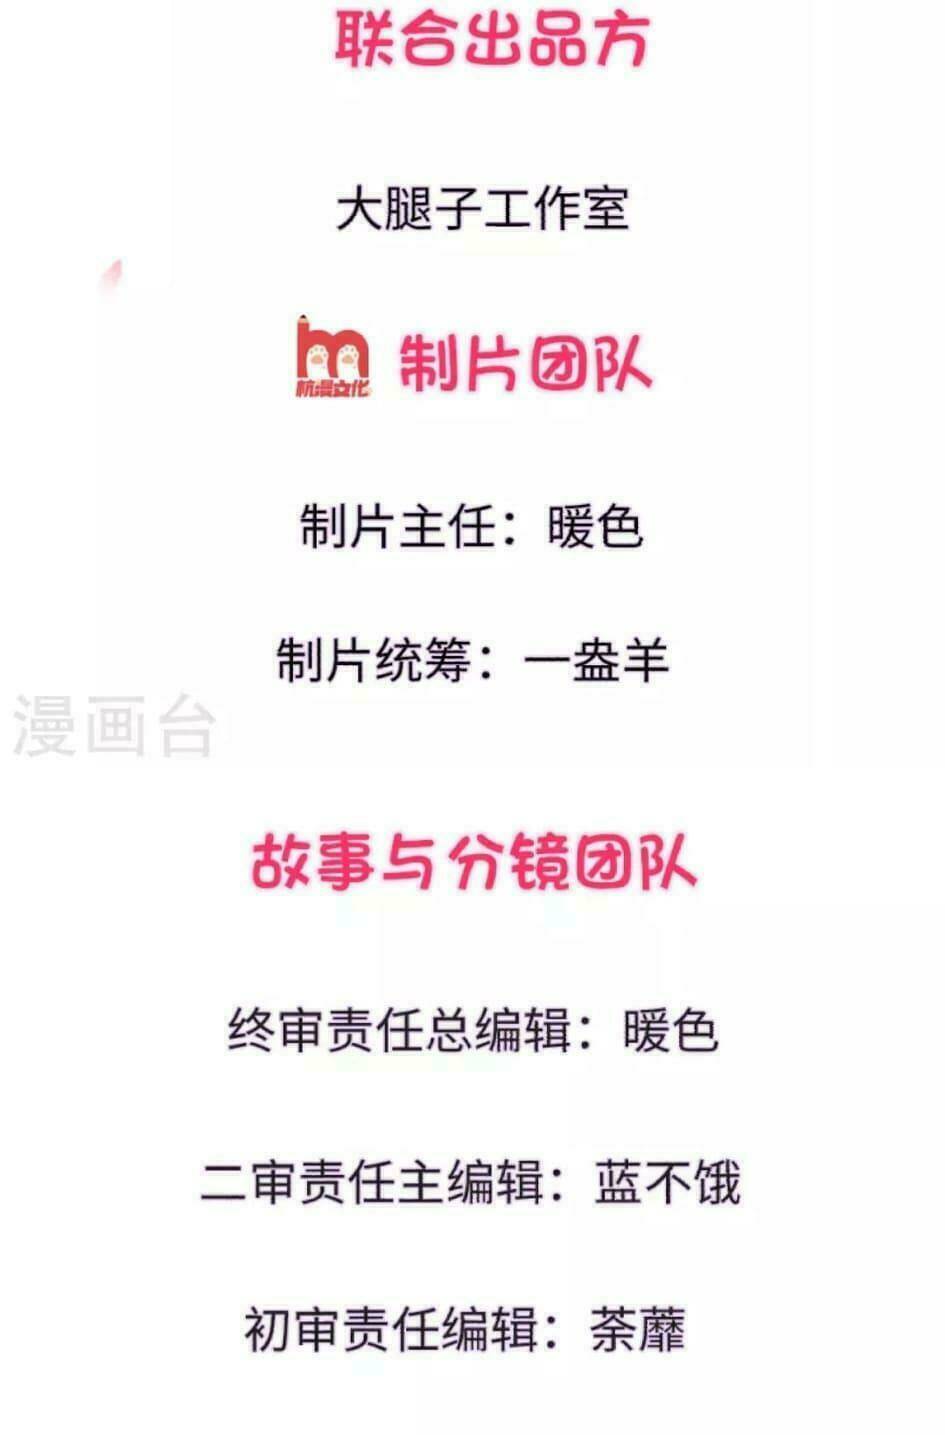 联合出品方
大腿子工作室
杭漫文化
制片团队
制片主任：暖色
制片统筹：一盎羊
漫画台
故事与分镜团队
终审责任总编辑：暖色
二审责任主编辑：蓝不饿
初审责任编辑：荼蘼